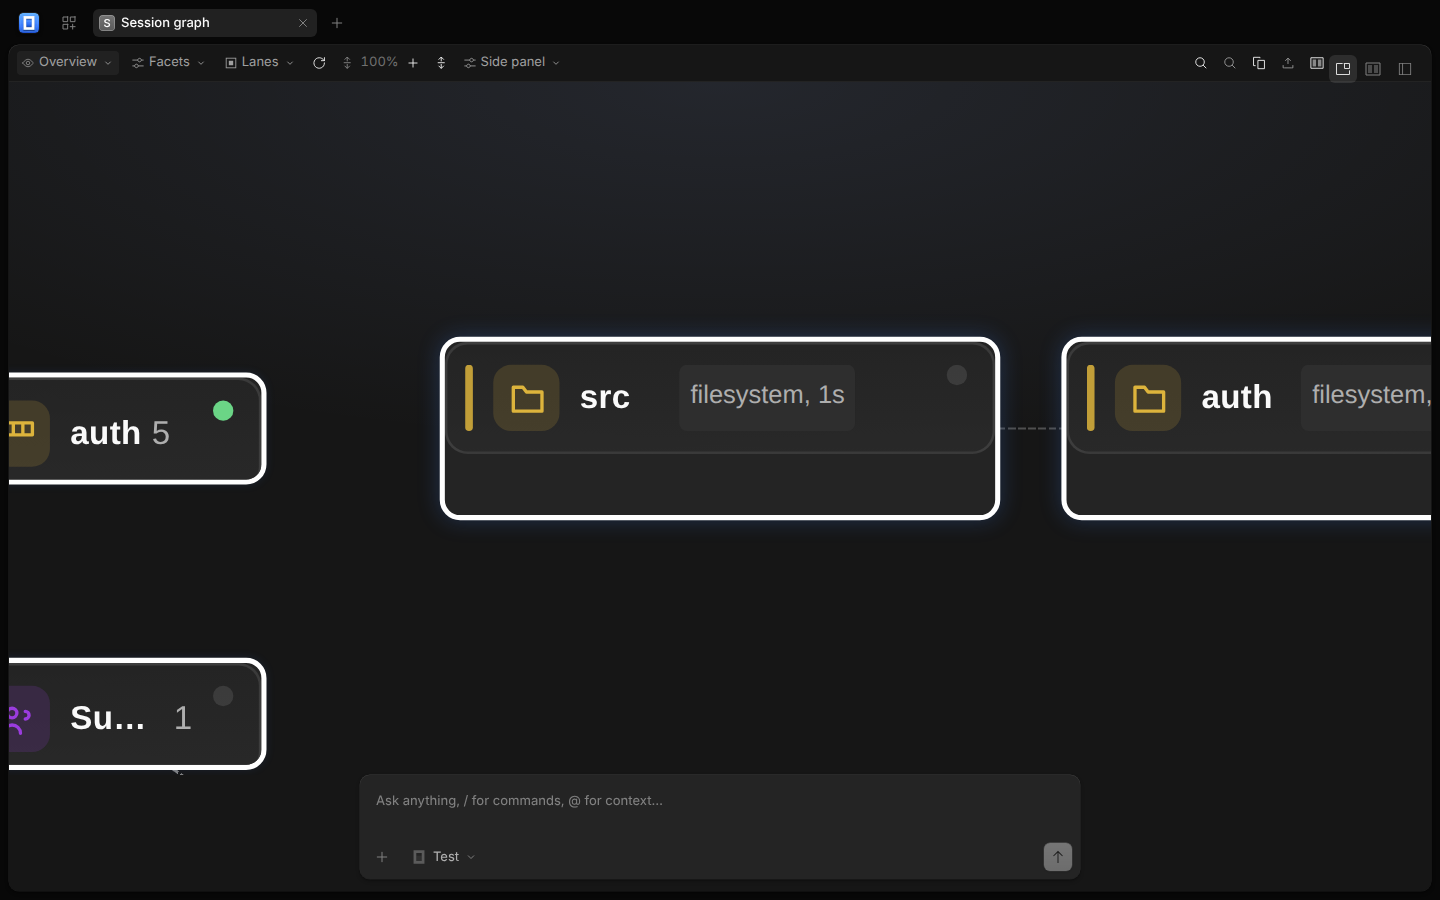 S Session graph
Overview Facets Lanes 100% Side panel
src filesystem, 1s
auth filesystem,
auth 5
Su... 1
Ask anything, / for commands, @ for context...
Test